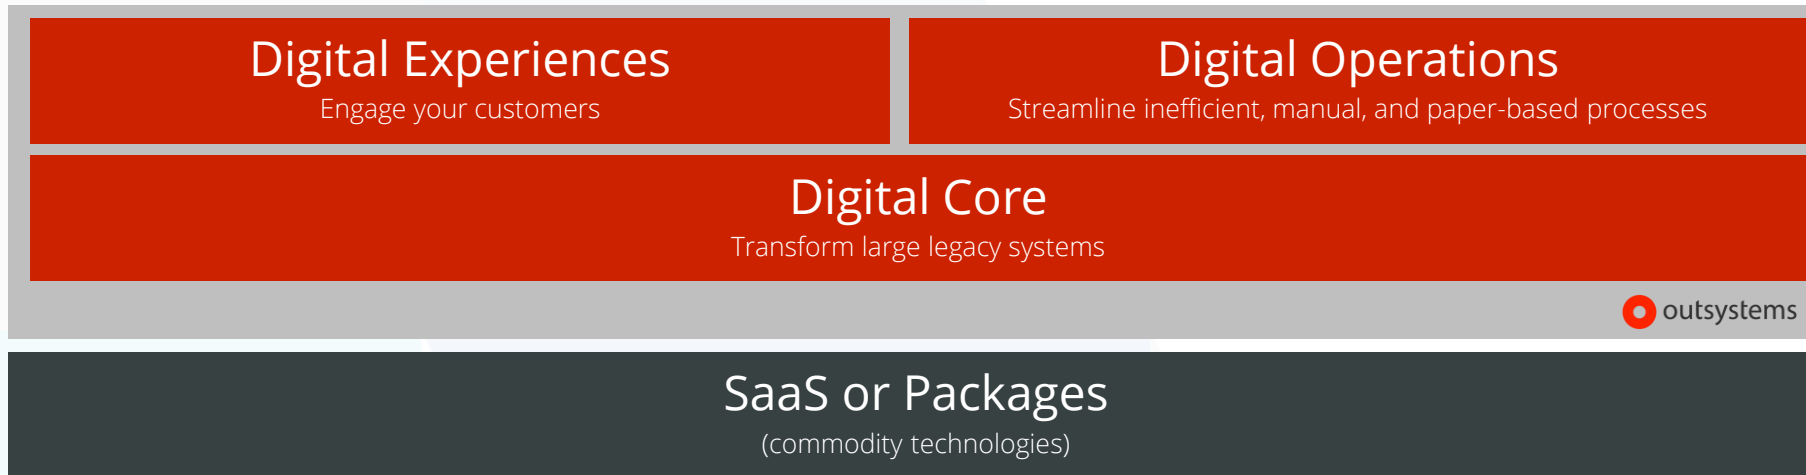 Digital Experiences
Engage your customers
Digital Operations
Streamline inefficient, manual, and paper-based processes
Digital Core
Transform large legacy systems
outsystems
SaaS or Packages
(commodity technologies)